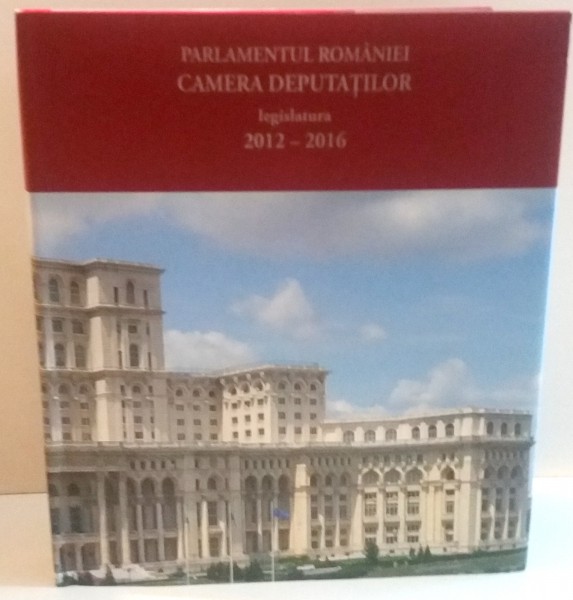 PARLAMENTUL ROMÂNIEI
CAMERA DEPUTAȚILOR
legislatura
2012 – 2016